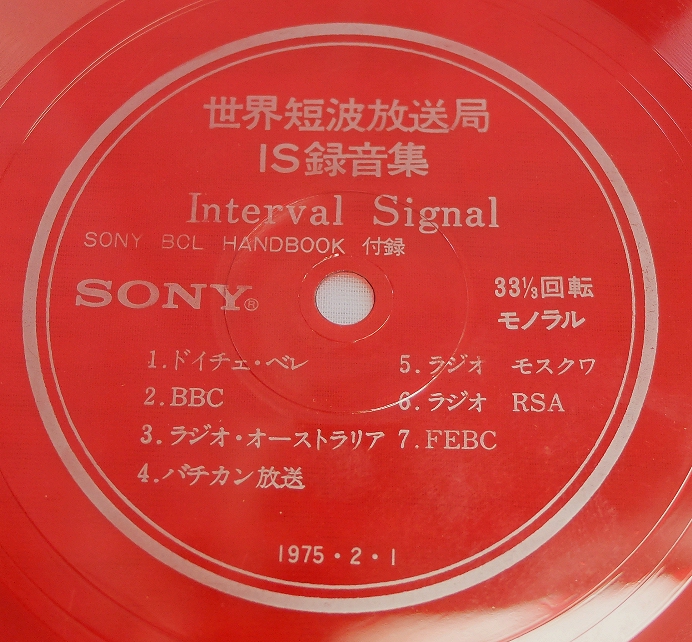 世界短波放送局
IS録音集
Interval Signal
SONY BCL HANDBOOK 付録
SONY®
33⅓回転
モノラル
1.ドイチェ・ベレ
2.BBC
3.ラジオ・オーストラリア
4.バチカン放送
5.ラジオ モスクワ
6.ラジオ RSA
7.FEBC
1975・2・1